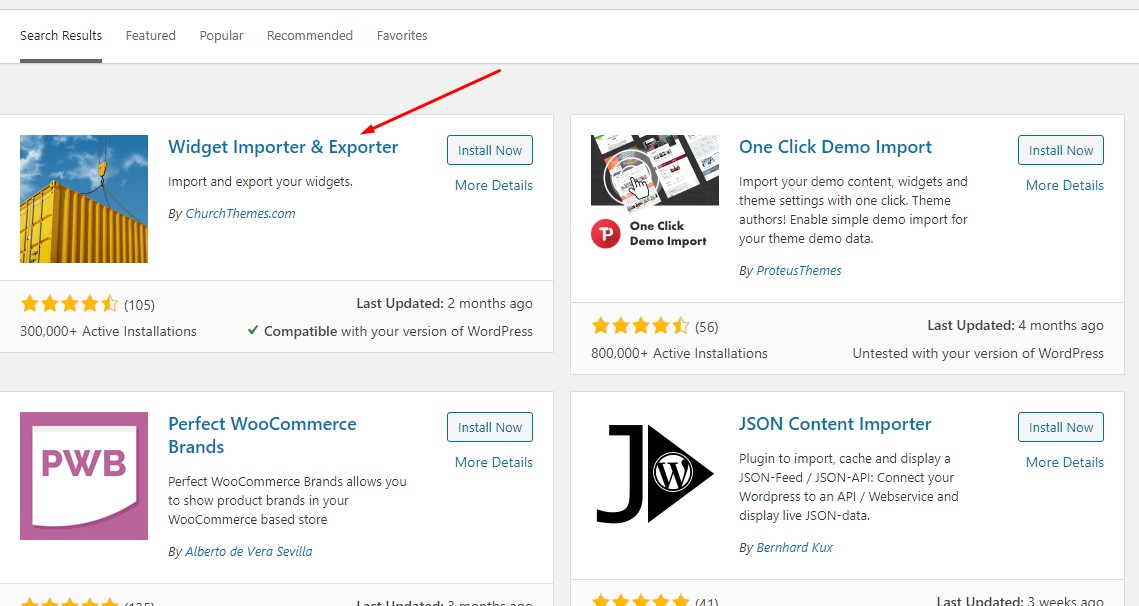 Search Results Featured Popular Recommended Favorites
Widget Importer & Exporter
Install Now
Import and export your widgets.
More Details
By ChurchThemes.com
(105)
Last Updated: 2 months ago
300,000+ Active Installations
Compatible with your version of WordPress
One Click Demo Import
Install Now
Import your demo content, widgets and
More Details
theme settings with one click. Theme
authors! Enable simple demo import for
your theme demo data.
One Click
Demo Import
By ProteusThemes
(56)
Last Updated: 4 months ago
800,000+ Active Installations
Untested with your version of WordPress
PWB
Perfect WooCommerce
Brands
Install Now
More Details
Perfect WooCommerce Brands allows you
to show product brands in your
WooCommerce based store
By Alberto de Vera Sevilla
Last Updated: 3 months ago
J W
JSON Content Importer
Install Now
Plugin to import, cache and display a
More Details
JSON-Feed / JSON-API: Connect your
Wordpress to an API / Webservice and
display live JSON-data.
By Bernhard Kux
(41)
Last Updated: 3 weeks ago